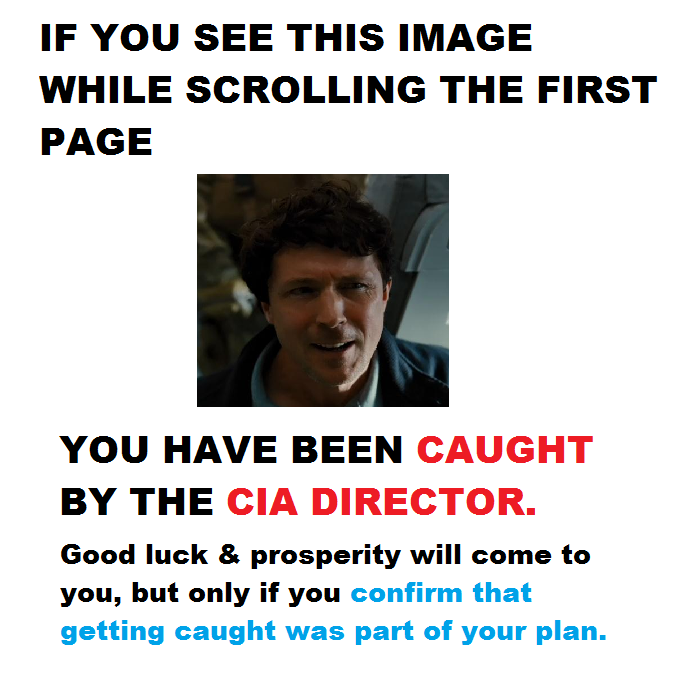 IF YOU SEE THIS IMAGE
WHILE SCROLLING THE FIRST
PAGE
YOU HAVE BEEN CAUGHT
BY THE CIA DIRECTOR.
Good luck & prosperity will come to
you, but only if you confirm that
getting caught was part of your plan.